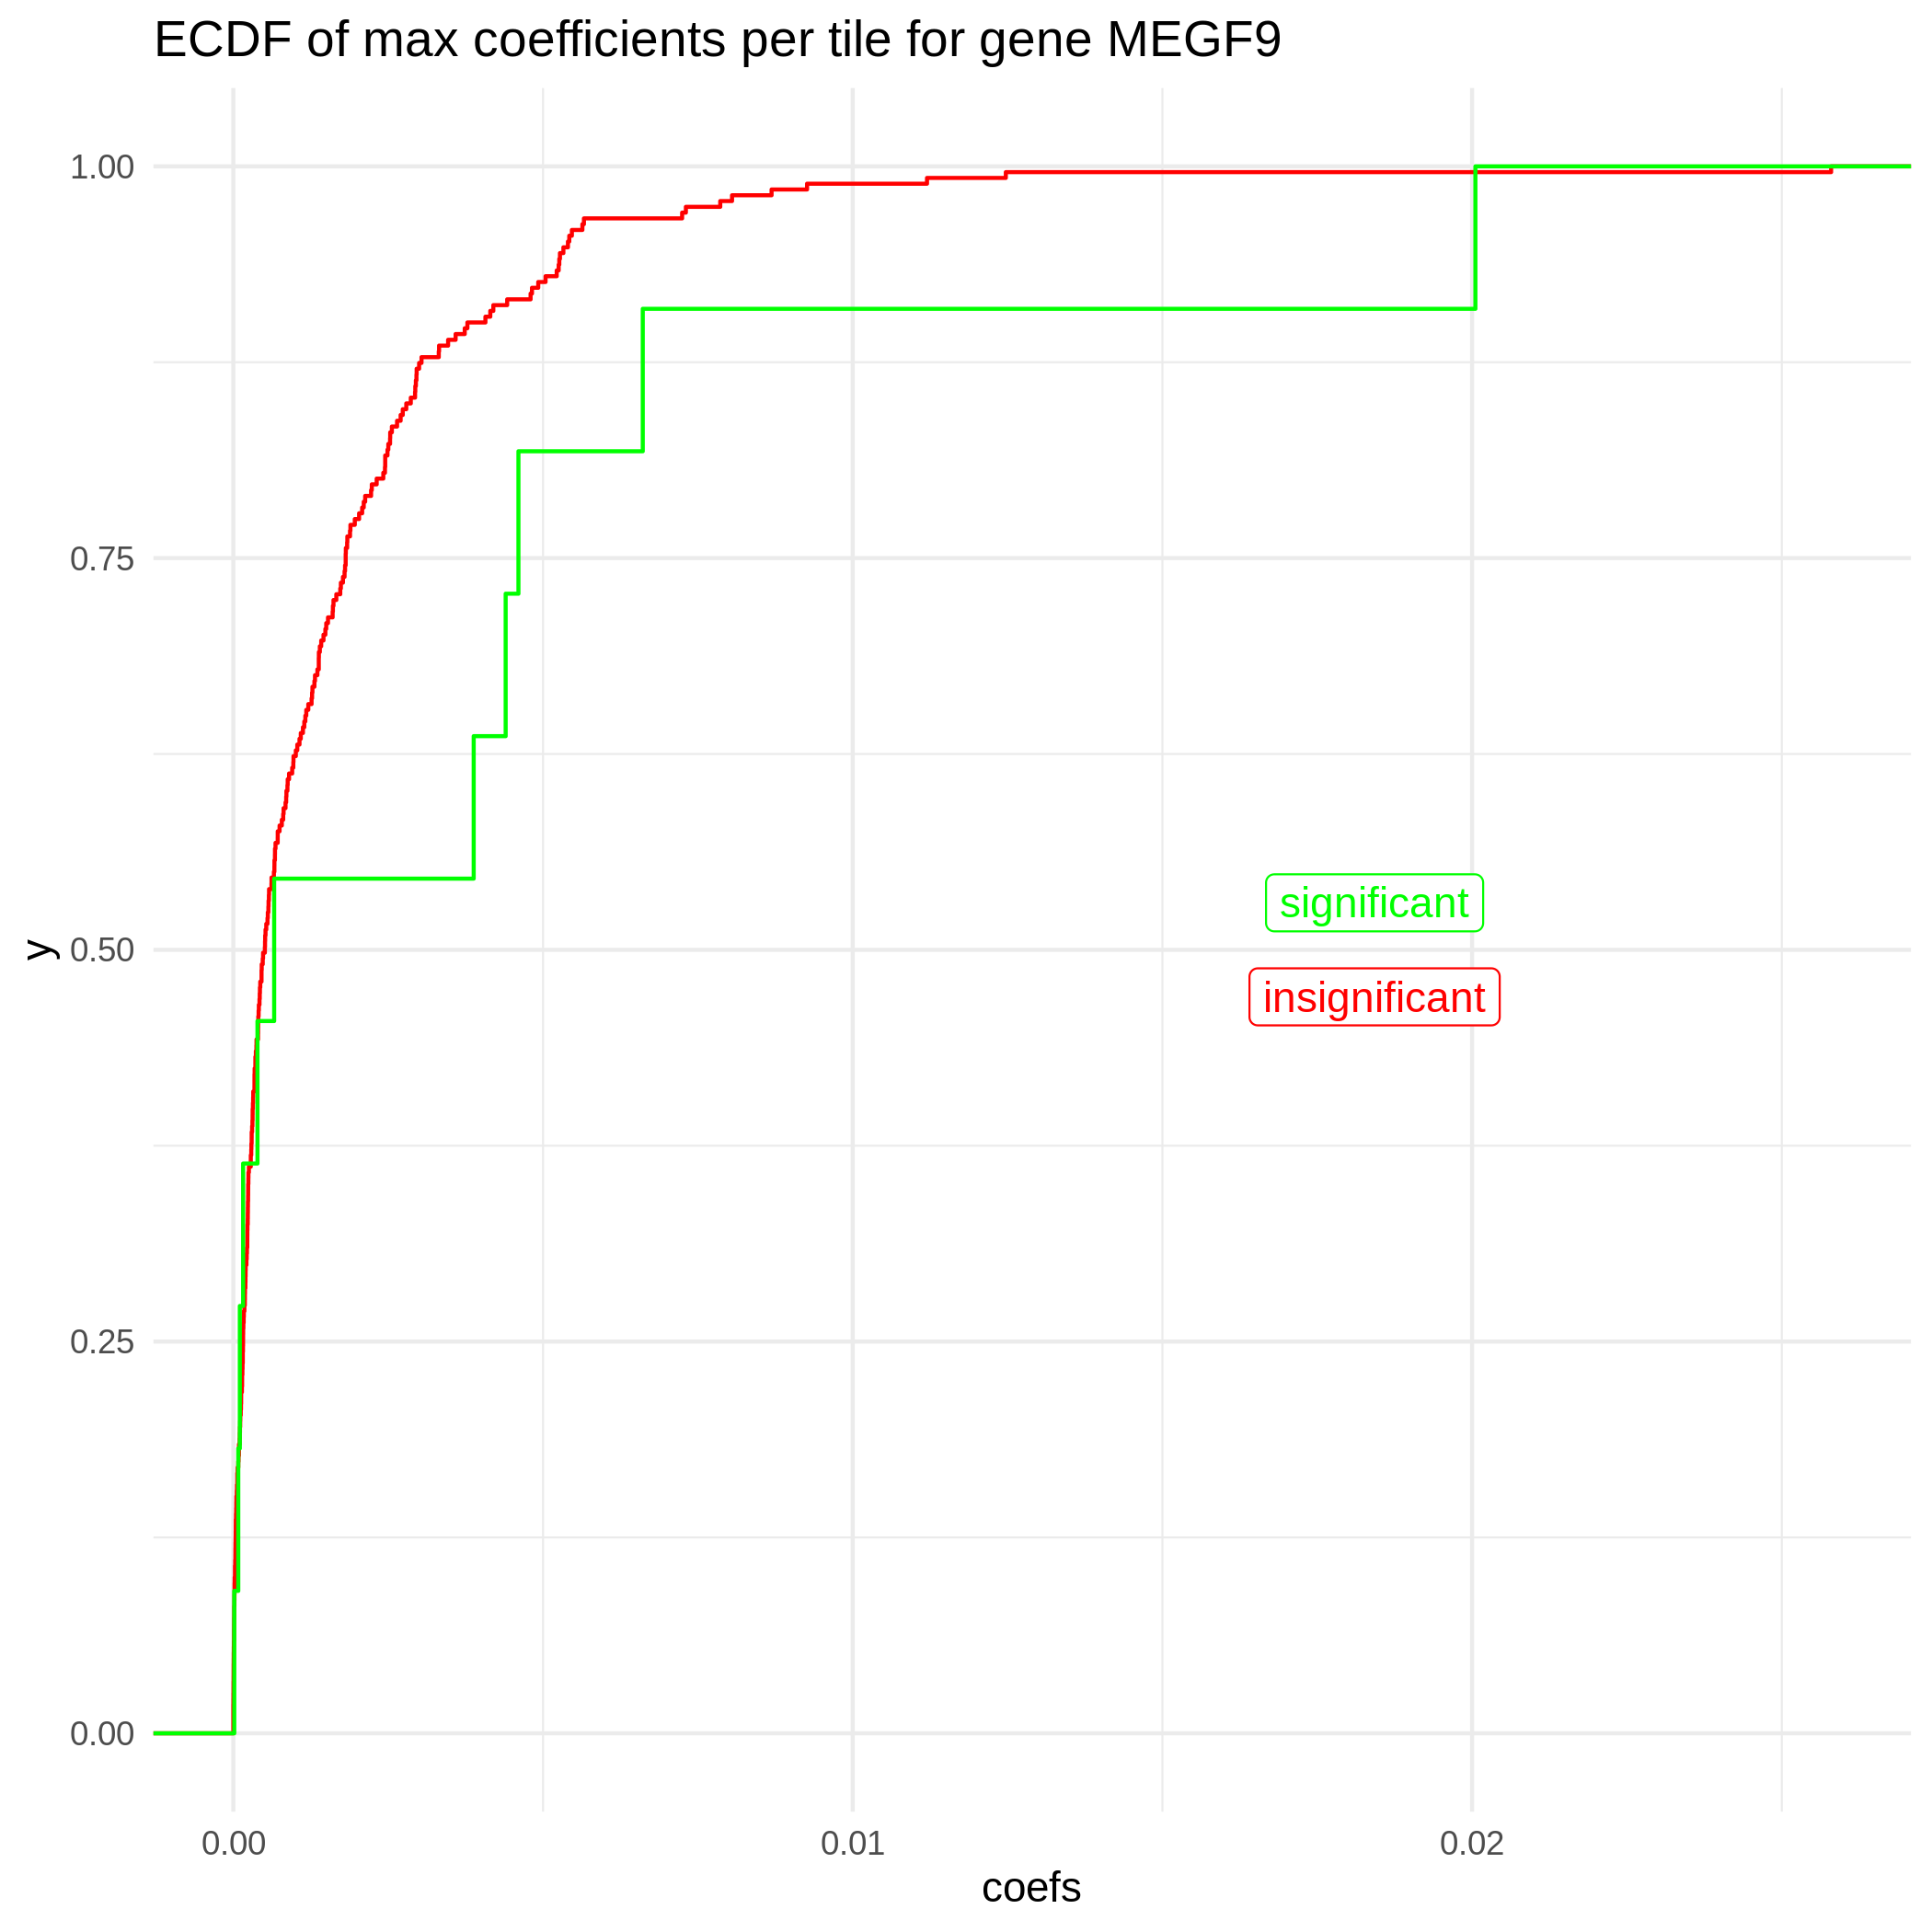 ECDF of max coefficients per tile for gene MEGF9
1.00
0.75
0.50
0.25
0.00
y
significant
insignificant
0.00 0.01 0.02
coefs